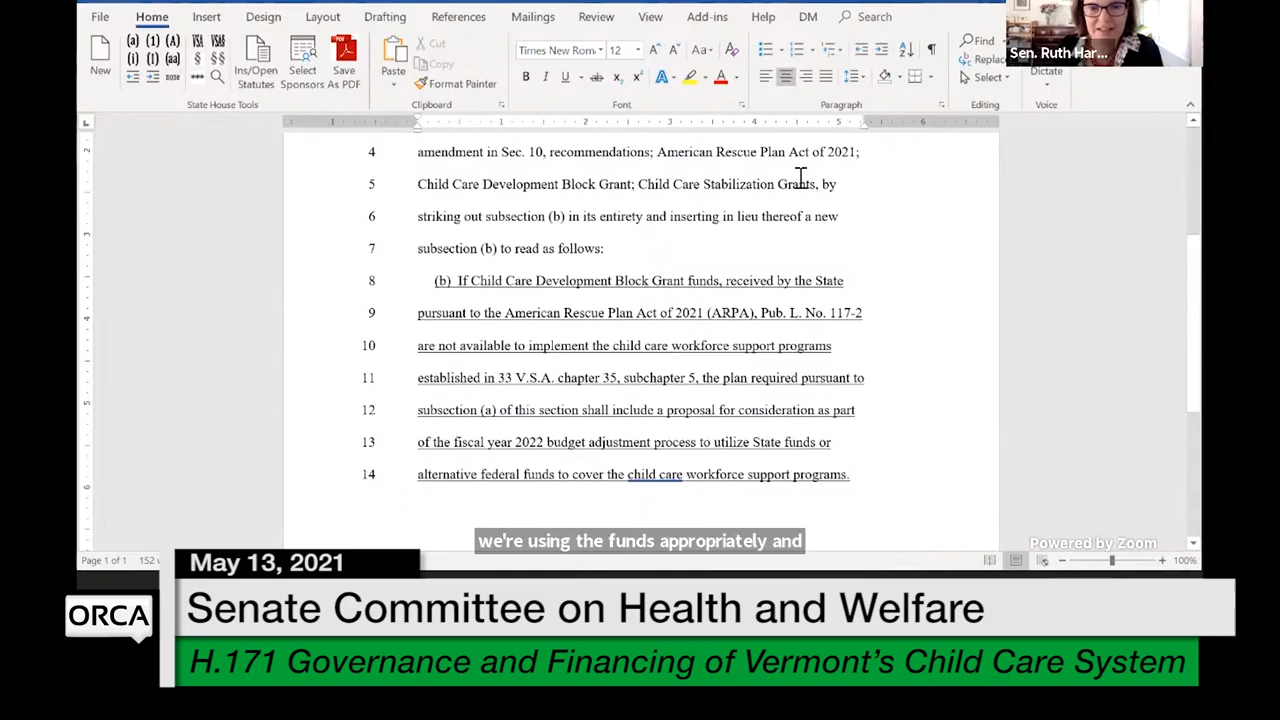 File Home Insert Design Layout Drafting References Mailings Review View Add-ins Help DM Search
Sen. Ruth Har...
New
(a) (1) (A)
(i) (I) (aa)
Ins/Open Statutes
Select Sponsors
Save As PDF
State House Tools
Paste
Cut
Copy
Format Painter
Clipboard
Times New Rom 12
Font
Paragraph
Find
Replac
Select
Editing
Dictate
Voice
4 amendment in Sec. 10, recommendations; American Rescue Plan Act of 2021;
5 Child Care Development Block Grant; Child Care Stabilization Grants, by
6 striking out subsection (b) in its entirety and inserting in lieu thereof a new
7 subsection (b) to read as follows:
8 (b) If Child Care Development Block Grant funds, received by the State
9 pursuant to the American Rescue Plan Act of 2021 (ARPA), Pub. L. No. 117-2
10 are not available to implement the child care workforce support programs
11 established in 33 V.S.A. chapter 35, subchapter 5, the plan required pursuant to
12 subsection (a) of this section shall include a proposal for consideration as part
13 of the fiscal year 2022 budget adjustment process to utilize State funds or
14 alternative federal funds to cover the child care workforce support programs.
we're using the funds appropriately and
Powered by Zoom
Page 1 of 1 152 100%
May 13, 2021
ORCA
Senate Committee on Health and Welfare
H.171 Governance and Financing of Vermont's Child Care System